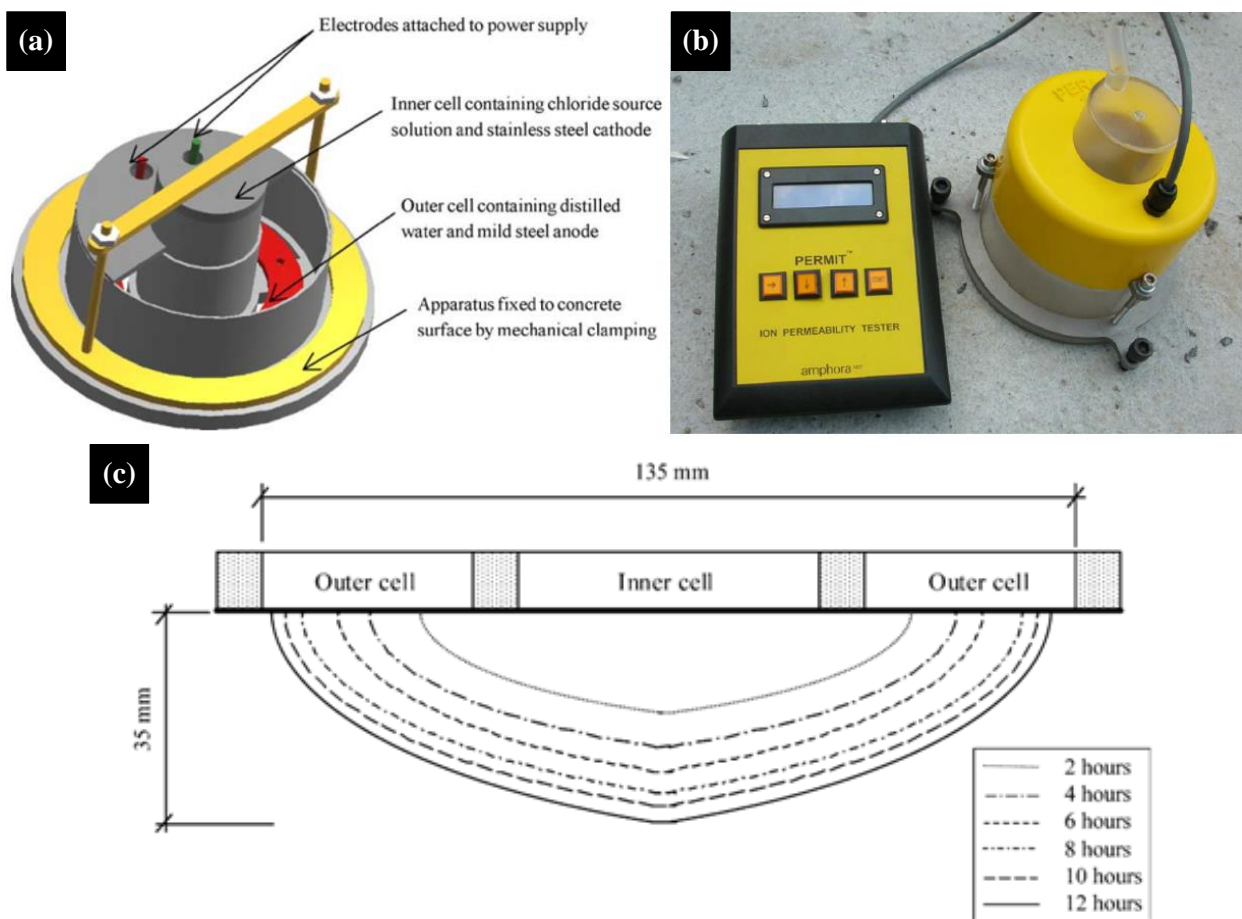 (a)
Electrodes attached to power supply
Inner cell containing chloride source
solution and stainless steel cathode
Outer cell containing distilled
water and mild steel anode
Apparatus fixed to concrete
surface by mechanical clamping
(b)
PERMIT™
ION PERMEABILITY TESTER
amphora
(c)
135 mm
Outer cell
Inner cell
Outer cell
35 mm
2 hours
4 hours
6 hours
8 hours
10 hours
12 hours